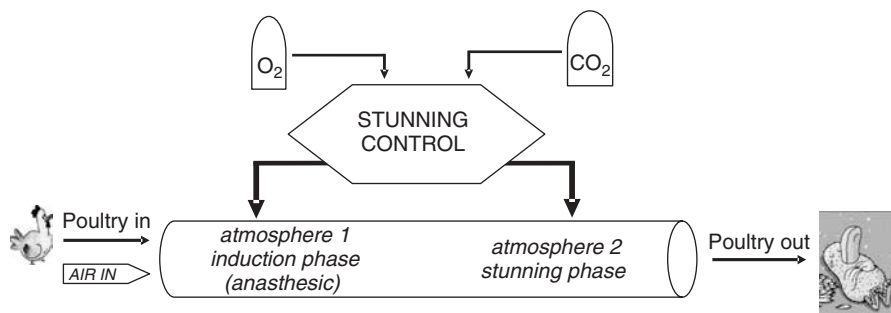 O₂
CO₂
STUNNING
CONTROL
Poultry in
AIR IN
atmosphere 1
induction phase
(anasthesic)
atmosphere 2
stunning phase
Poultry out